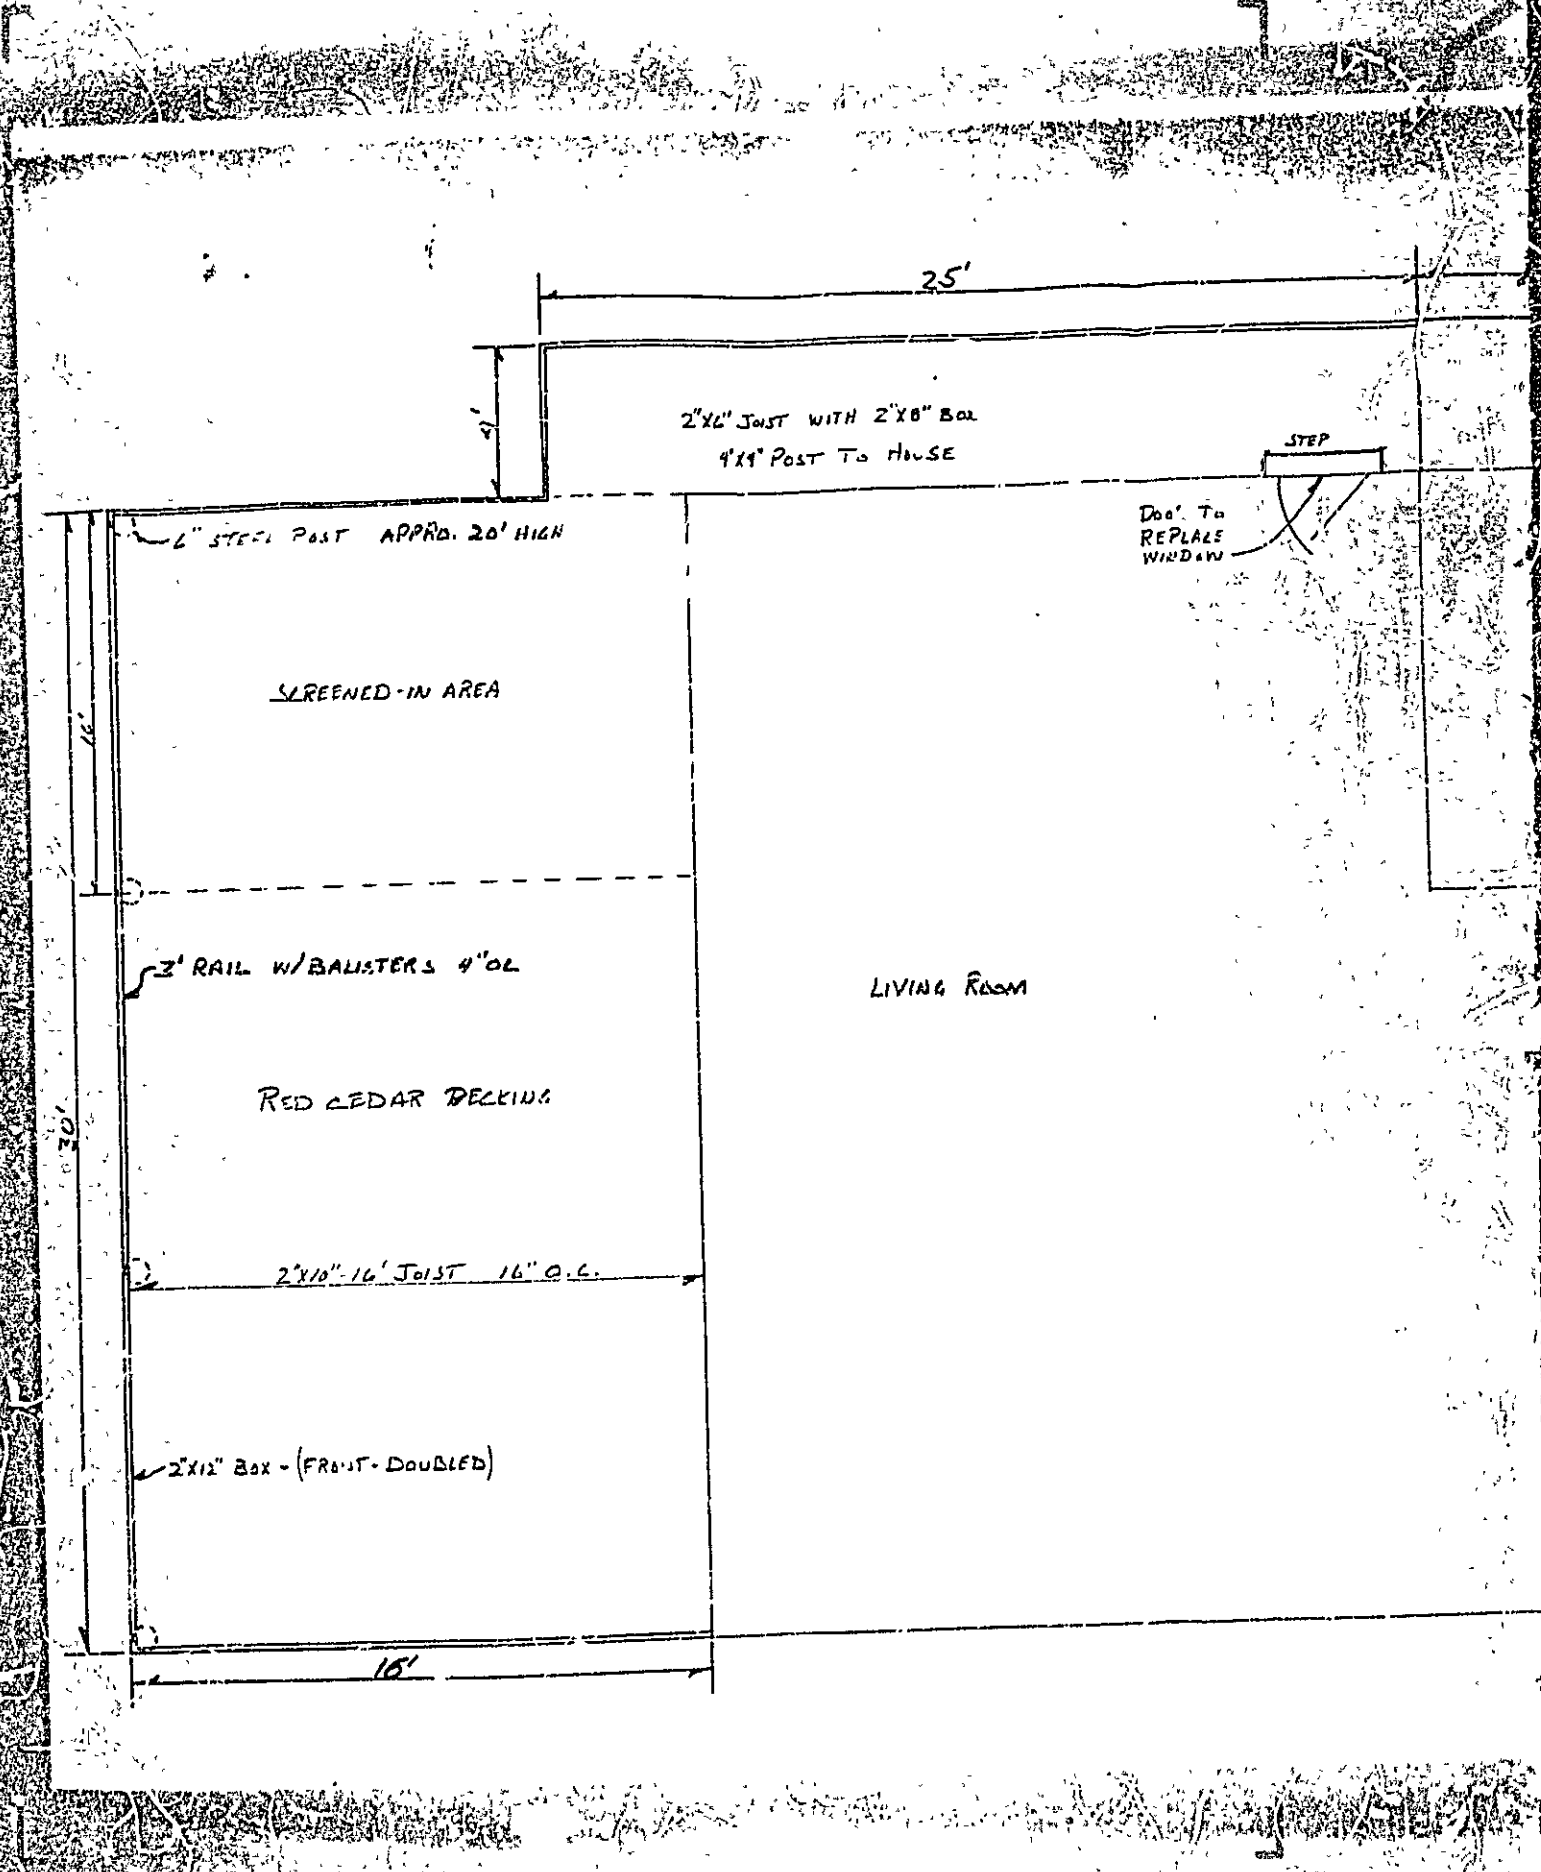 25'
4'
2"X6" JOIST WITH 2"X8" BOX
4"X4" POST TO HOUSE
STEP
6" STEEL POST APPRO. 20' HIGH
DOOR TO
REPLACE
WINDOW
SCREENED-IN AREA
16'
3' RAIL W/BALISTERS 4"OC
LIVING ROOM
RED CEDAR DECKING
30'
2"X10"-16' JOIST 16" O.C.
2"X12" BOX - (FRONT-DOUBLED)
16'